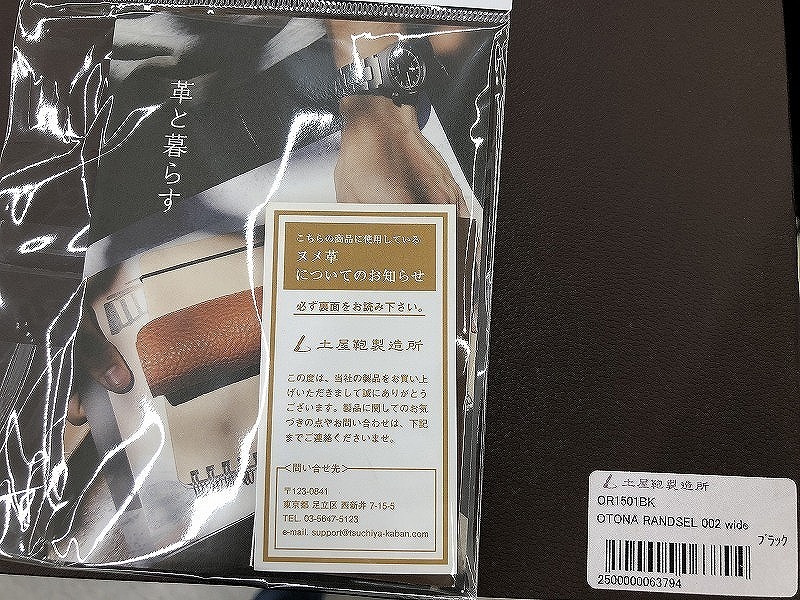 革と暮らす
こちらの商品に使用している
ヌメ革
についてのお知らせ
必ず裏面をお読み下さい。
土屋鞄製造所
この度は、当社の製品をお買い上
げいただきまして誠にありがとう
ございます。製品に関してのお気
づきの点やお問い合わせは、下記
までご連絡くださいませ。
<問い合せ先>
〒123-0841
東京都 足立区 西新井 7-15-5
TEL. 03-5647-5123
e-mail. support@tsuchiya-kaban.com
土屋鞄製造所
OR1501BK
OTONA RANDSEL 002 wide
ブラック
2500000063794